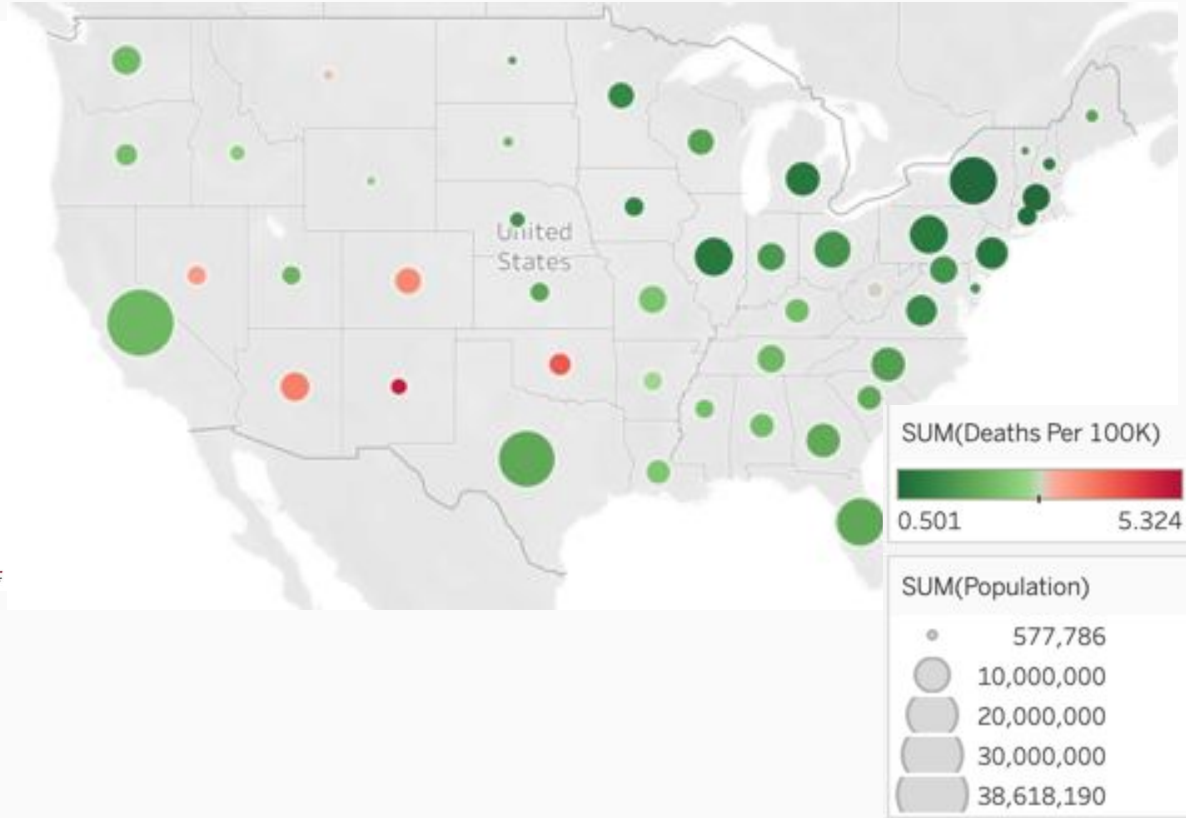 United
States
SUM(Deaths Per 100K)
0.501 5.324
SUM(Population)
577,786
10,000,000
20,000,000
30,000,000
38,618,190